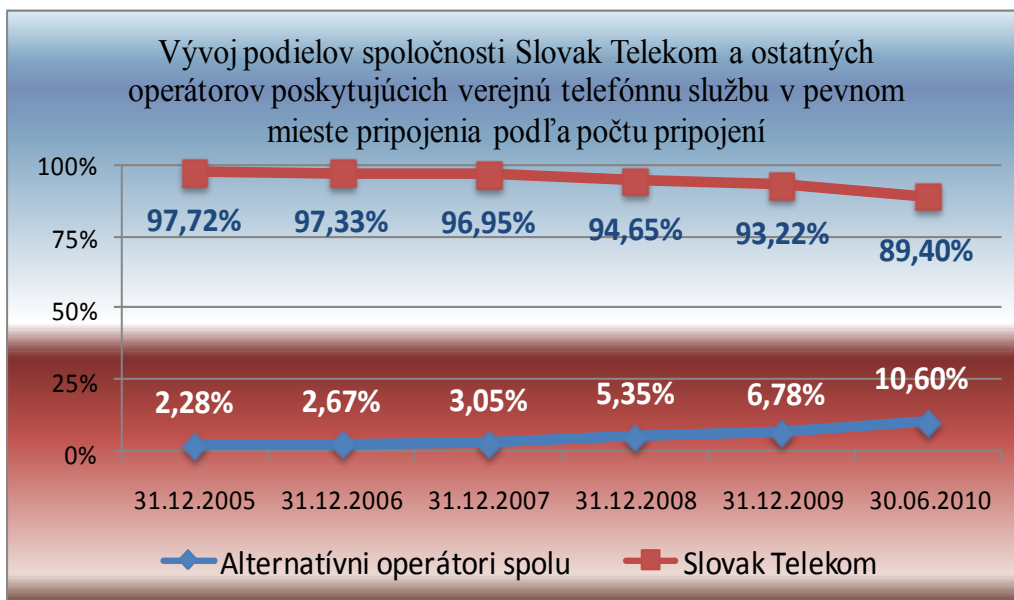 Vývoj podielov spoločnosti Slovak Telekom a ostatných
operátorov poskytujúcich verejnú telefónnu službu v pevnom
mieste pripojenia podľa počtu pripojení
100%
97,72% 97,33% 96,95% 94,65% 93,22% 89,40%
75%
50%
25%
2,28% 2,67% 3,05% 5,35% 6,78% 10,60%
0%
31.12.2005 31.12.2006 31.12.2007 31.12.2008 31.12.2009 30.06.2010
Alternatívni operátori spolu Slovak Telekom